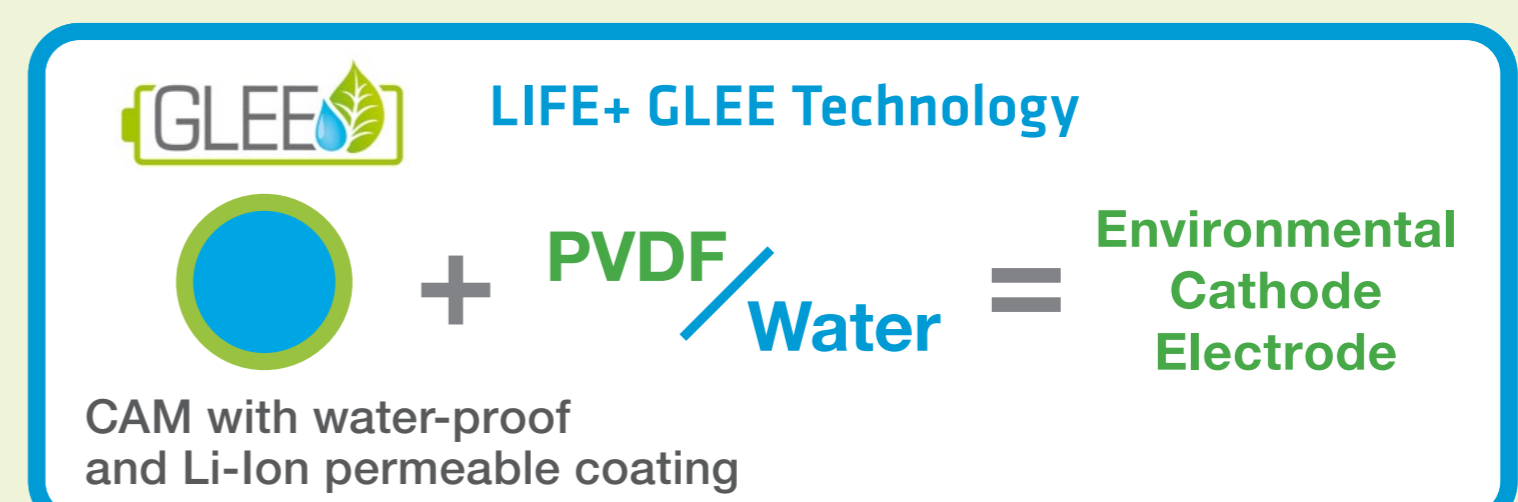 GLEE
LIFE+ GLEE Technology
+
PVDF/Water
=
Environmental
Cathode
Electrode
CAM with water-proof
and Li-Ion permeable coating